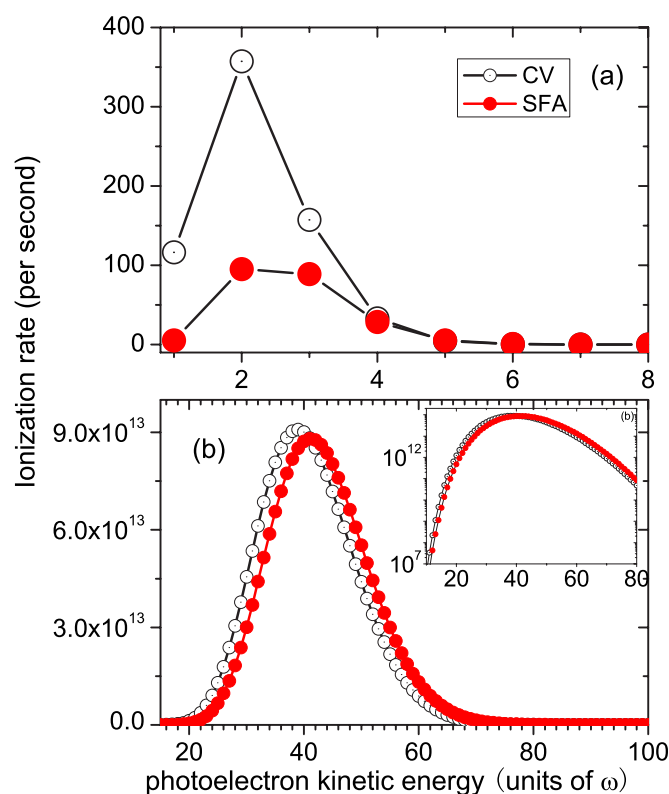 400
300
200
100
0
CV
SFA
(a)
2
4
6
8
Ionization rate (per second)
9.0x10^13
6.0x10^13
3.0x10^13
0.0
(b)
(b)
10^12
10^7
20
40
60
80
20
40
60
80
100
photoelectron kinetic energy (units of ω)